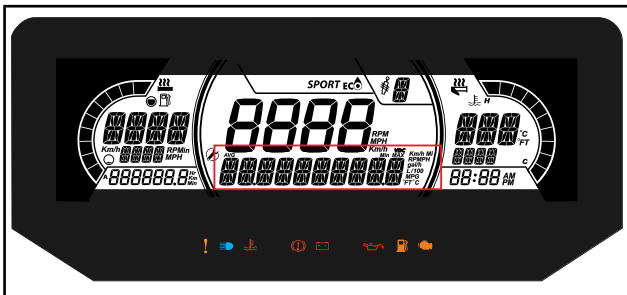 SPORT ECO
H
8888
RPM
MPH
Km/h
Km/h
RPMin
MPH
°C
FT
C
AVG
Min MAX
VDC
Km/h Mi
RPMPH
gal/h
L/100
MPG
°FT°C
A 888888.8 Hr
Km
Min
88:88 AM
PM